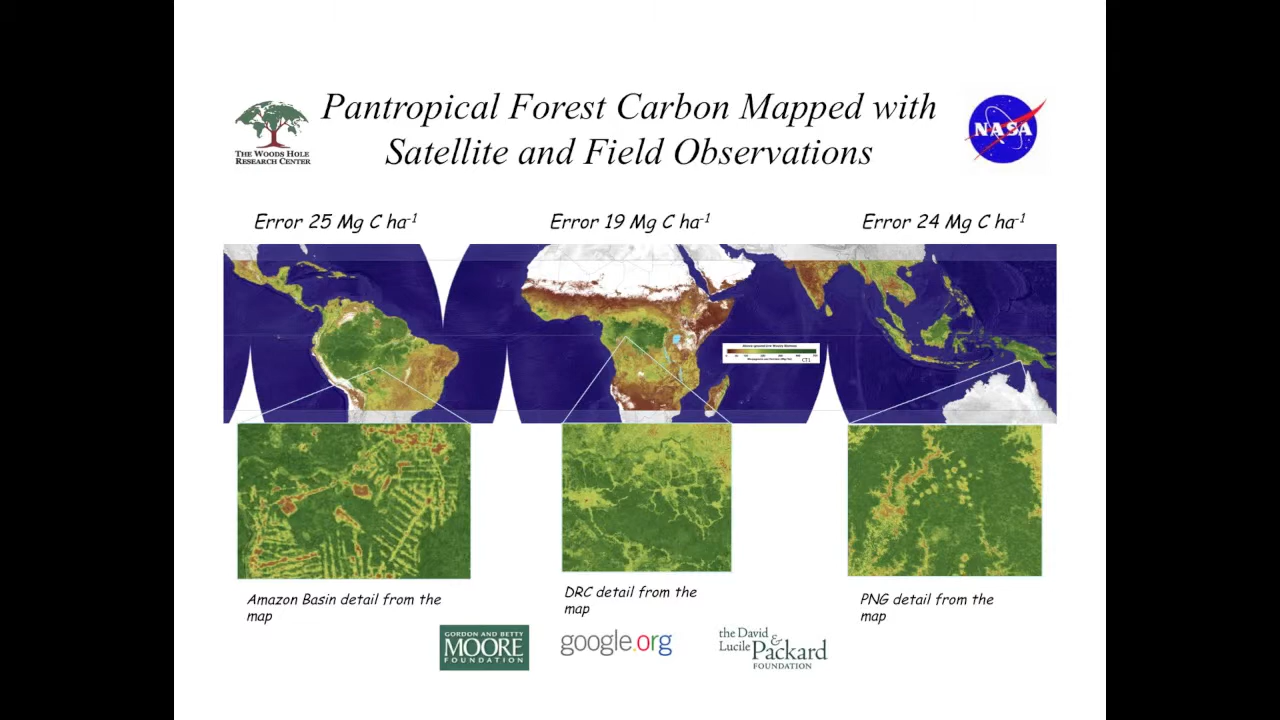 Pantropical Forest Carbon Mapped with
Satellite and Field Observations
THE WOODS HOLE
RESEARCH CENTER
NASA
Error 25 Mg C ha-1
Error 19 Mg C ha-1
Error 24 Mg C ha-1
CT1
Amazon Basin detail from the
map
DRC detail from the
map
PNG detail from the
map
GORDON AND BETTY
MOORE
FOUNDATION
google.org
the David &
Lucile Packard
FOUNDATION